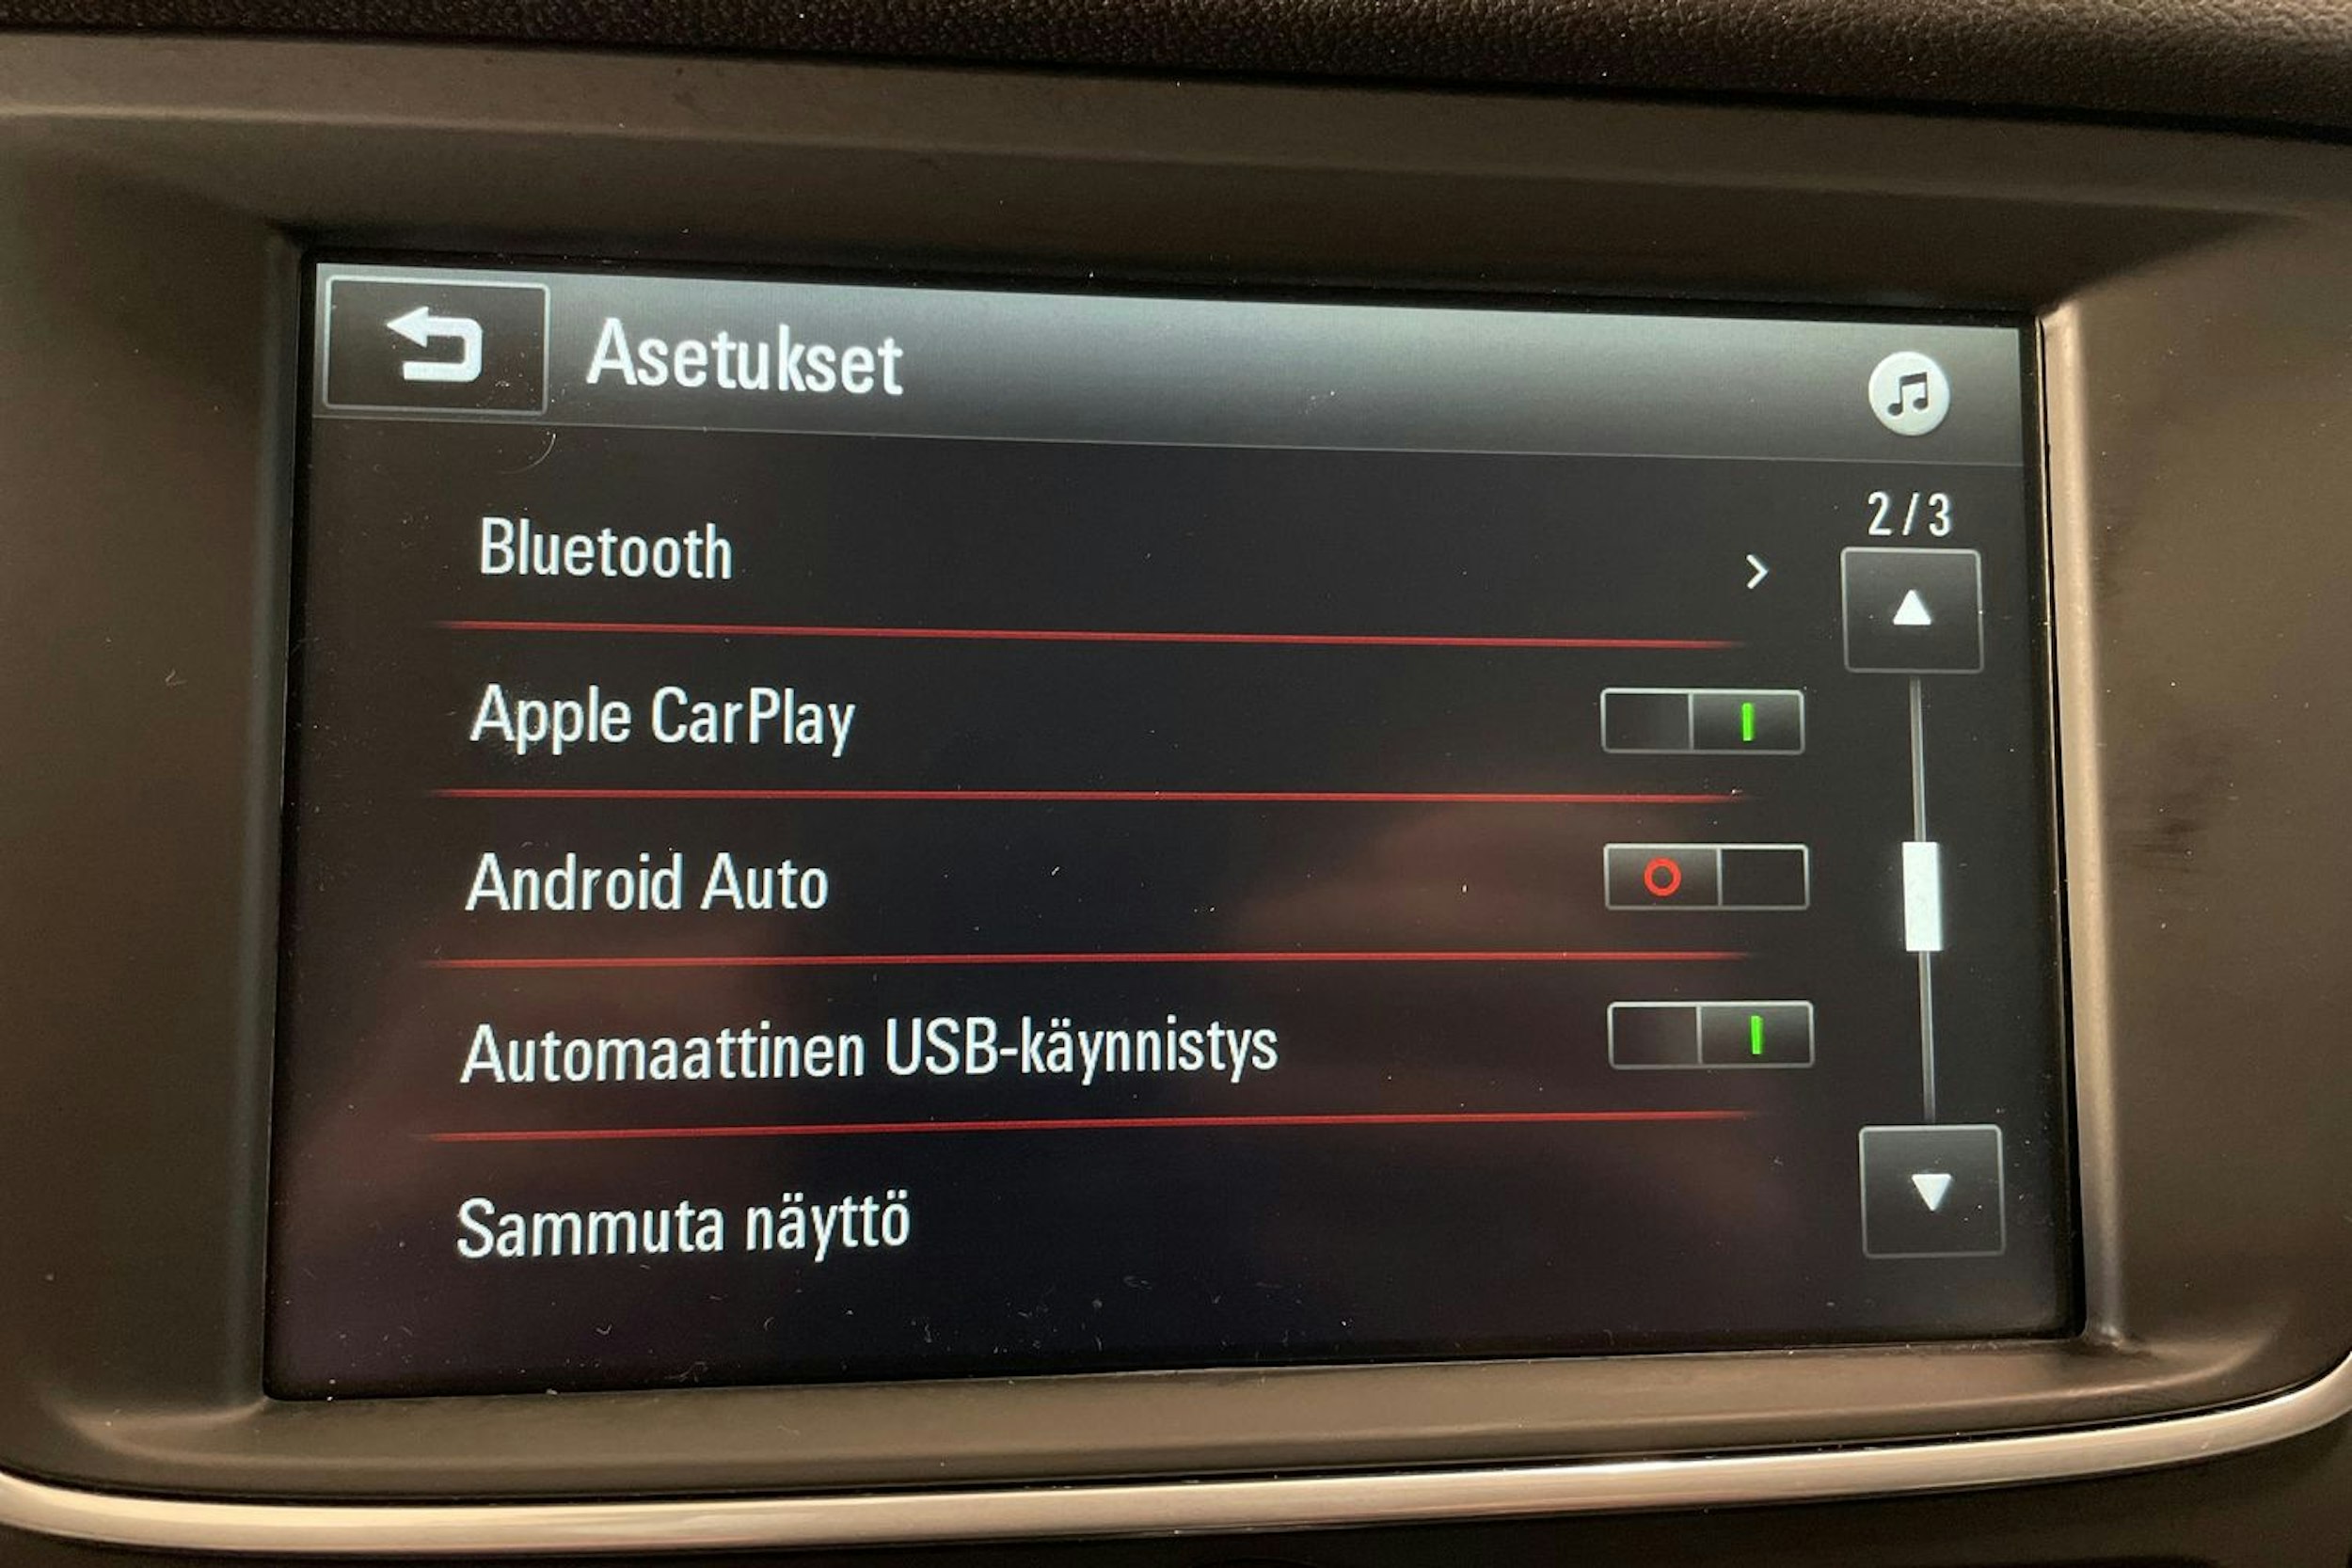 Asetukset
2/3
Bluetooth
Apple CarPlay
Android Auto
Automaattinen USB-käynnistys
Sammuta näyttö